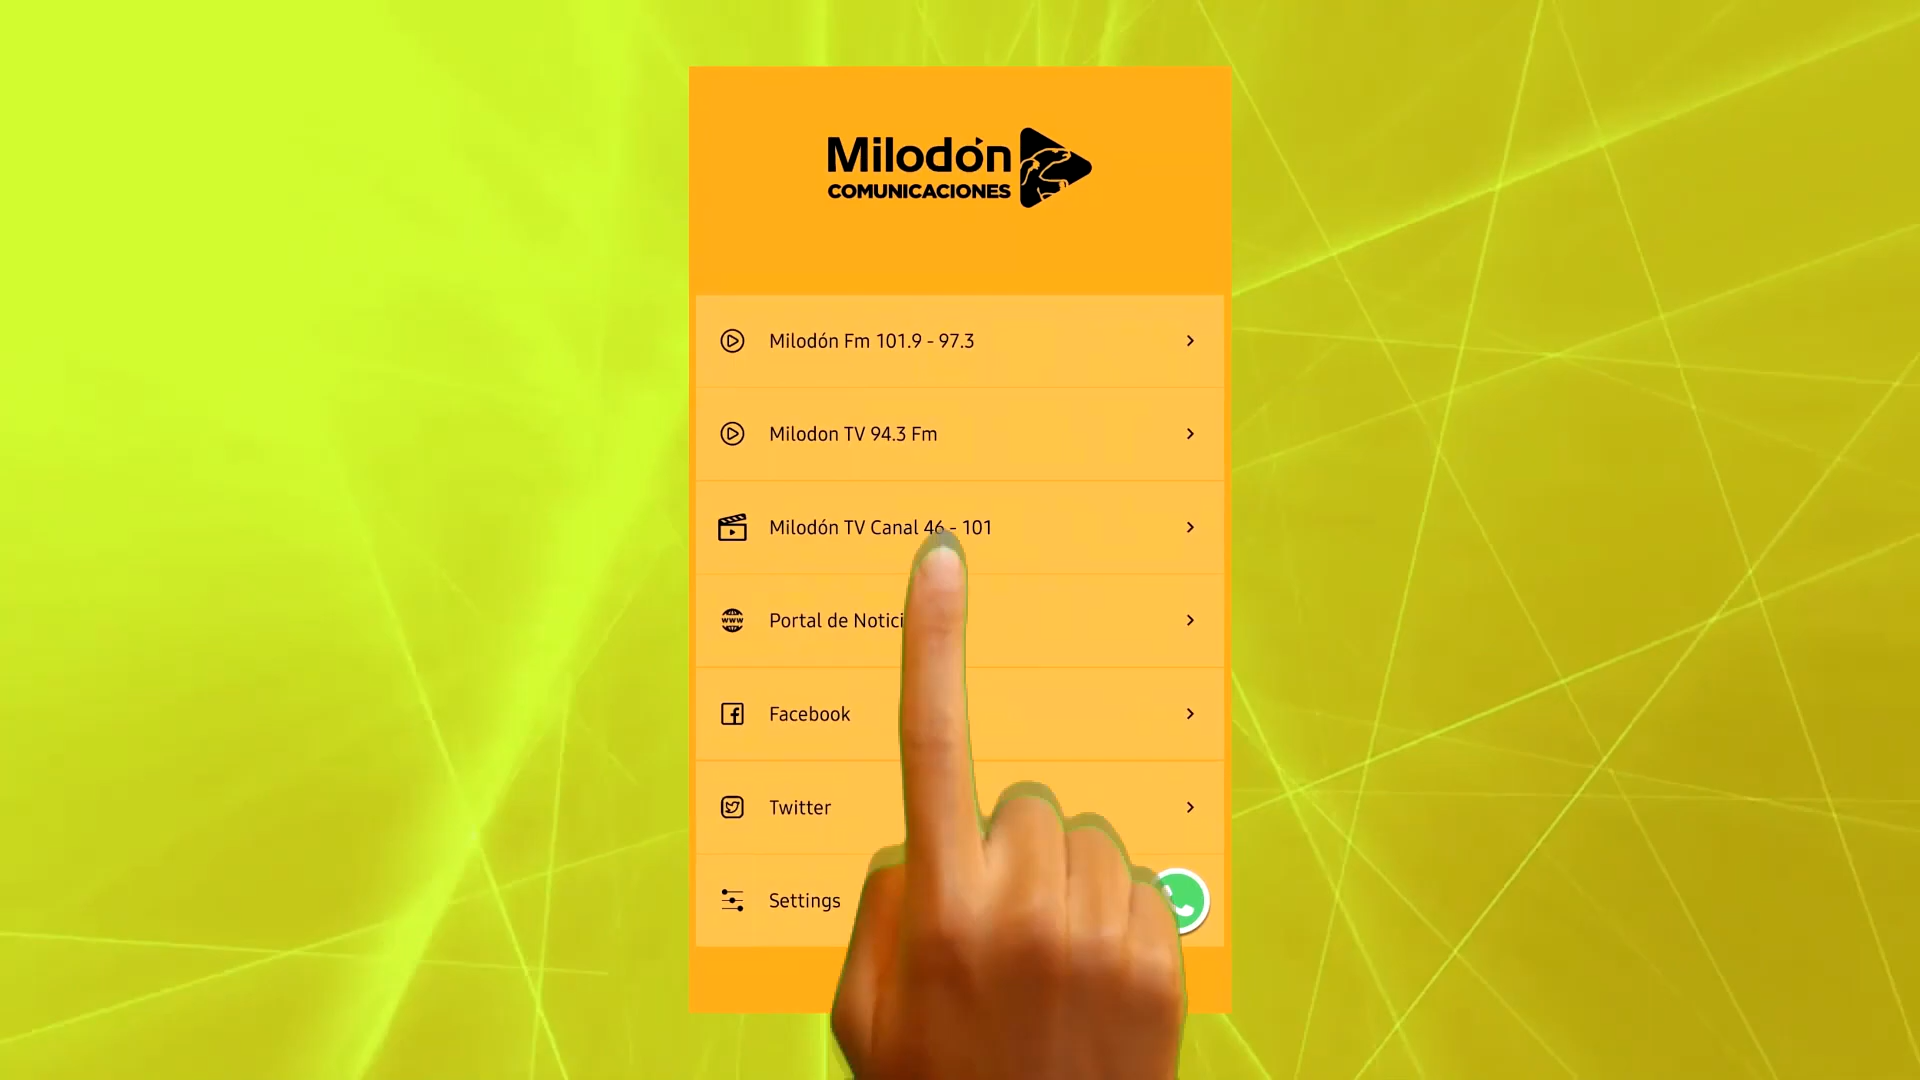 Milodón
COMUNICACIONES
Milodón Fm 101.9 - 97.3
Milodon TV 94.3 Fm
Milodón TV Canal 46 - 101
www
Portal de
Facebook
Twitter
Settings